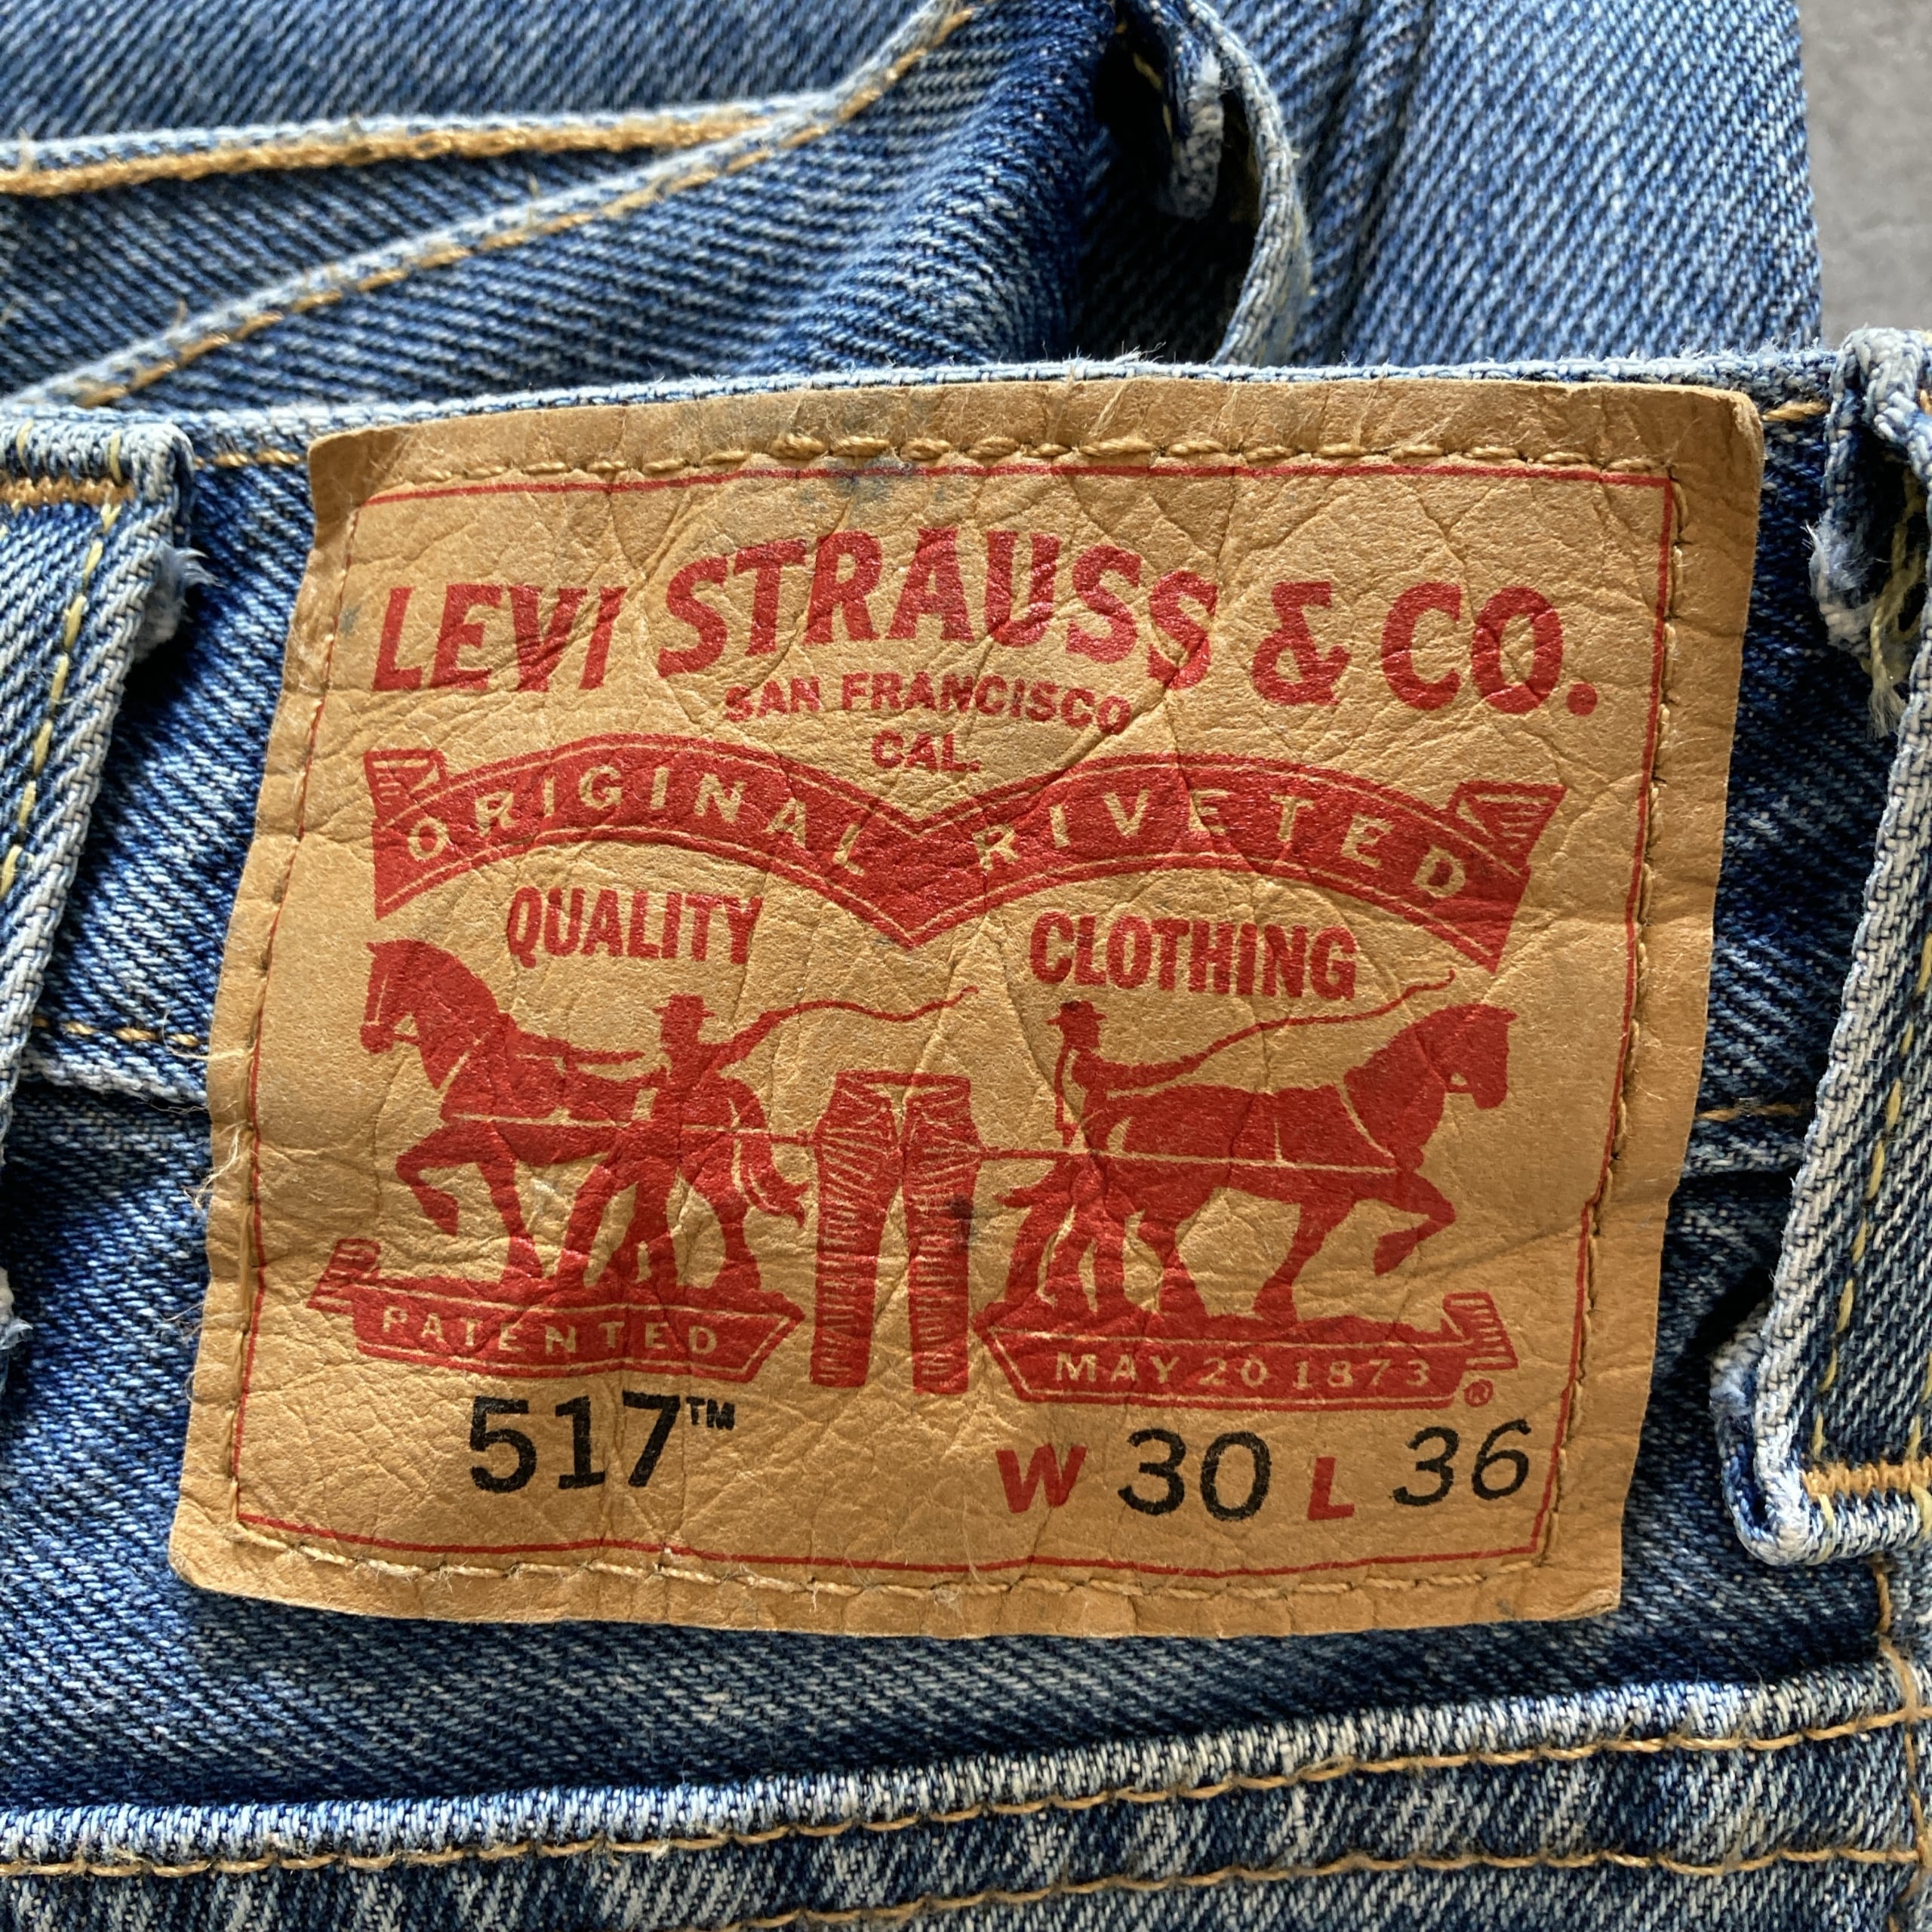 LEVI STRAUSS & CO.
SAN FRANCISCO
CAL.
ORIGINAL RIVETED
QUALITY CLOTHING
PATENTED MAY 20 1873 ®
517™ W 30 L 36